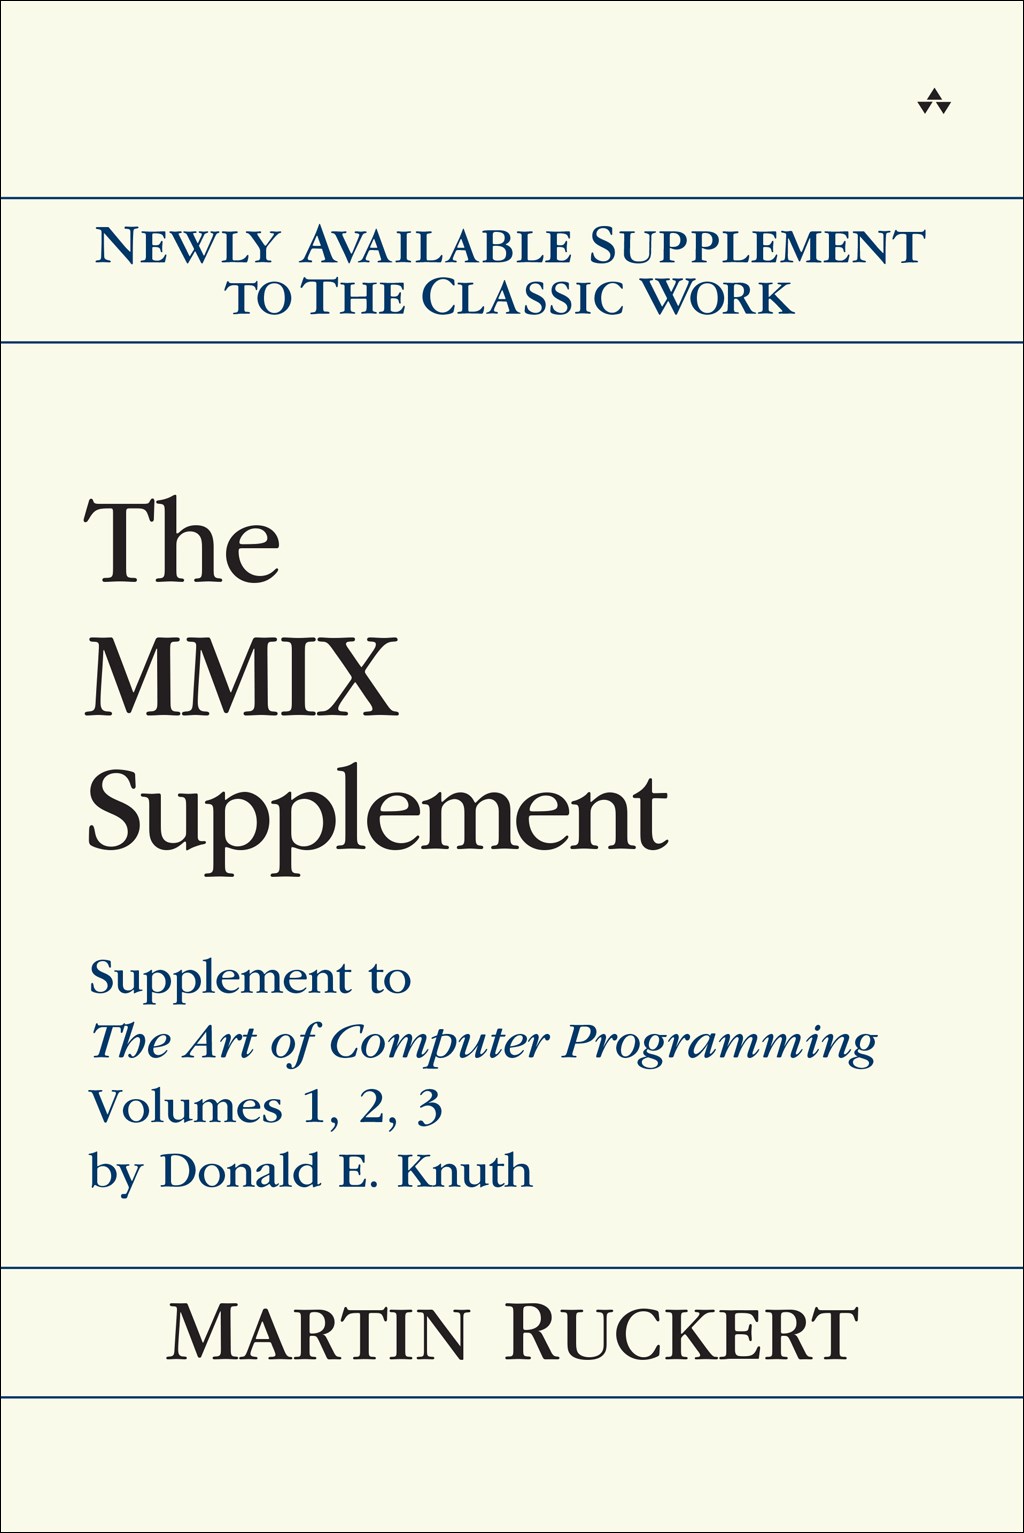 Newly Available Supplement
to The Classic Work
The
MMIX
Supplement
Supplement to
The Art of Computer Programming
Volumes 1, 2, 3
by Donald E. Knuth
Martin Ruckert